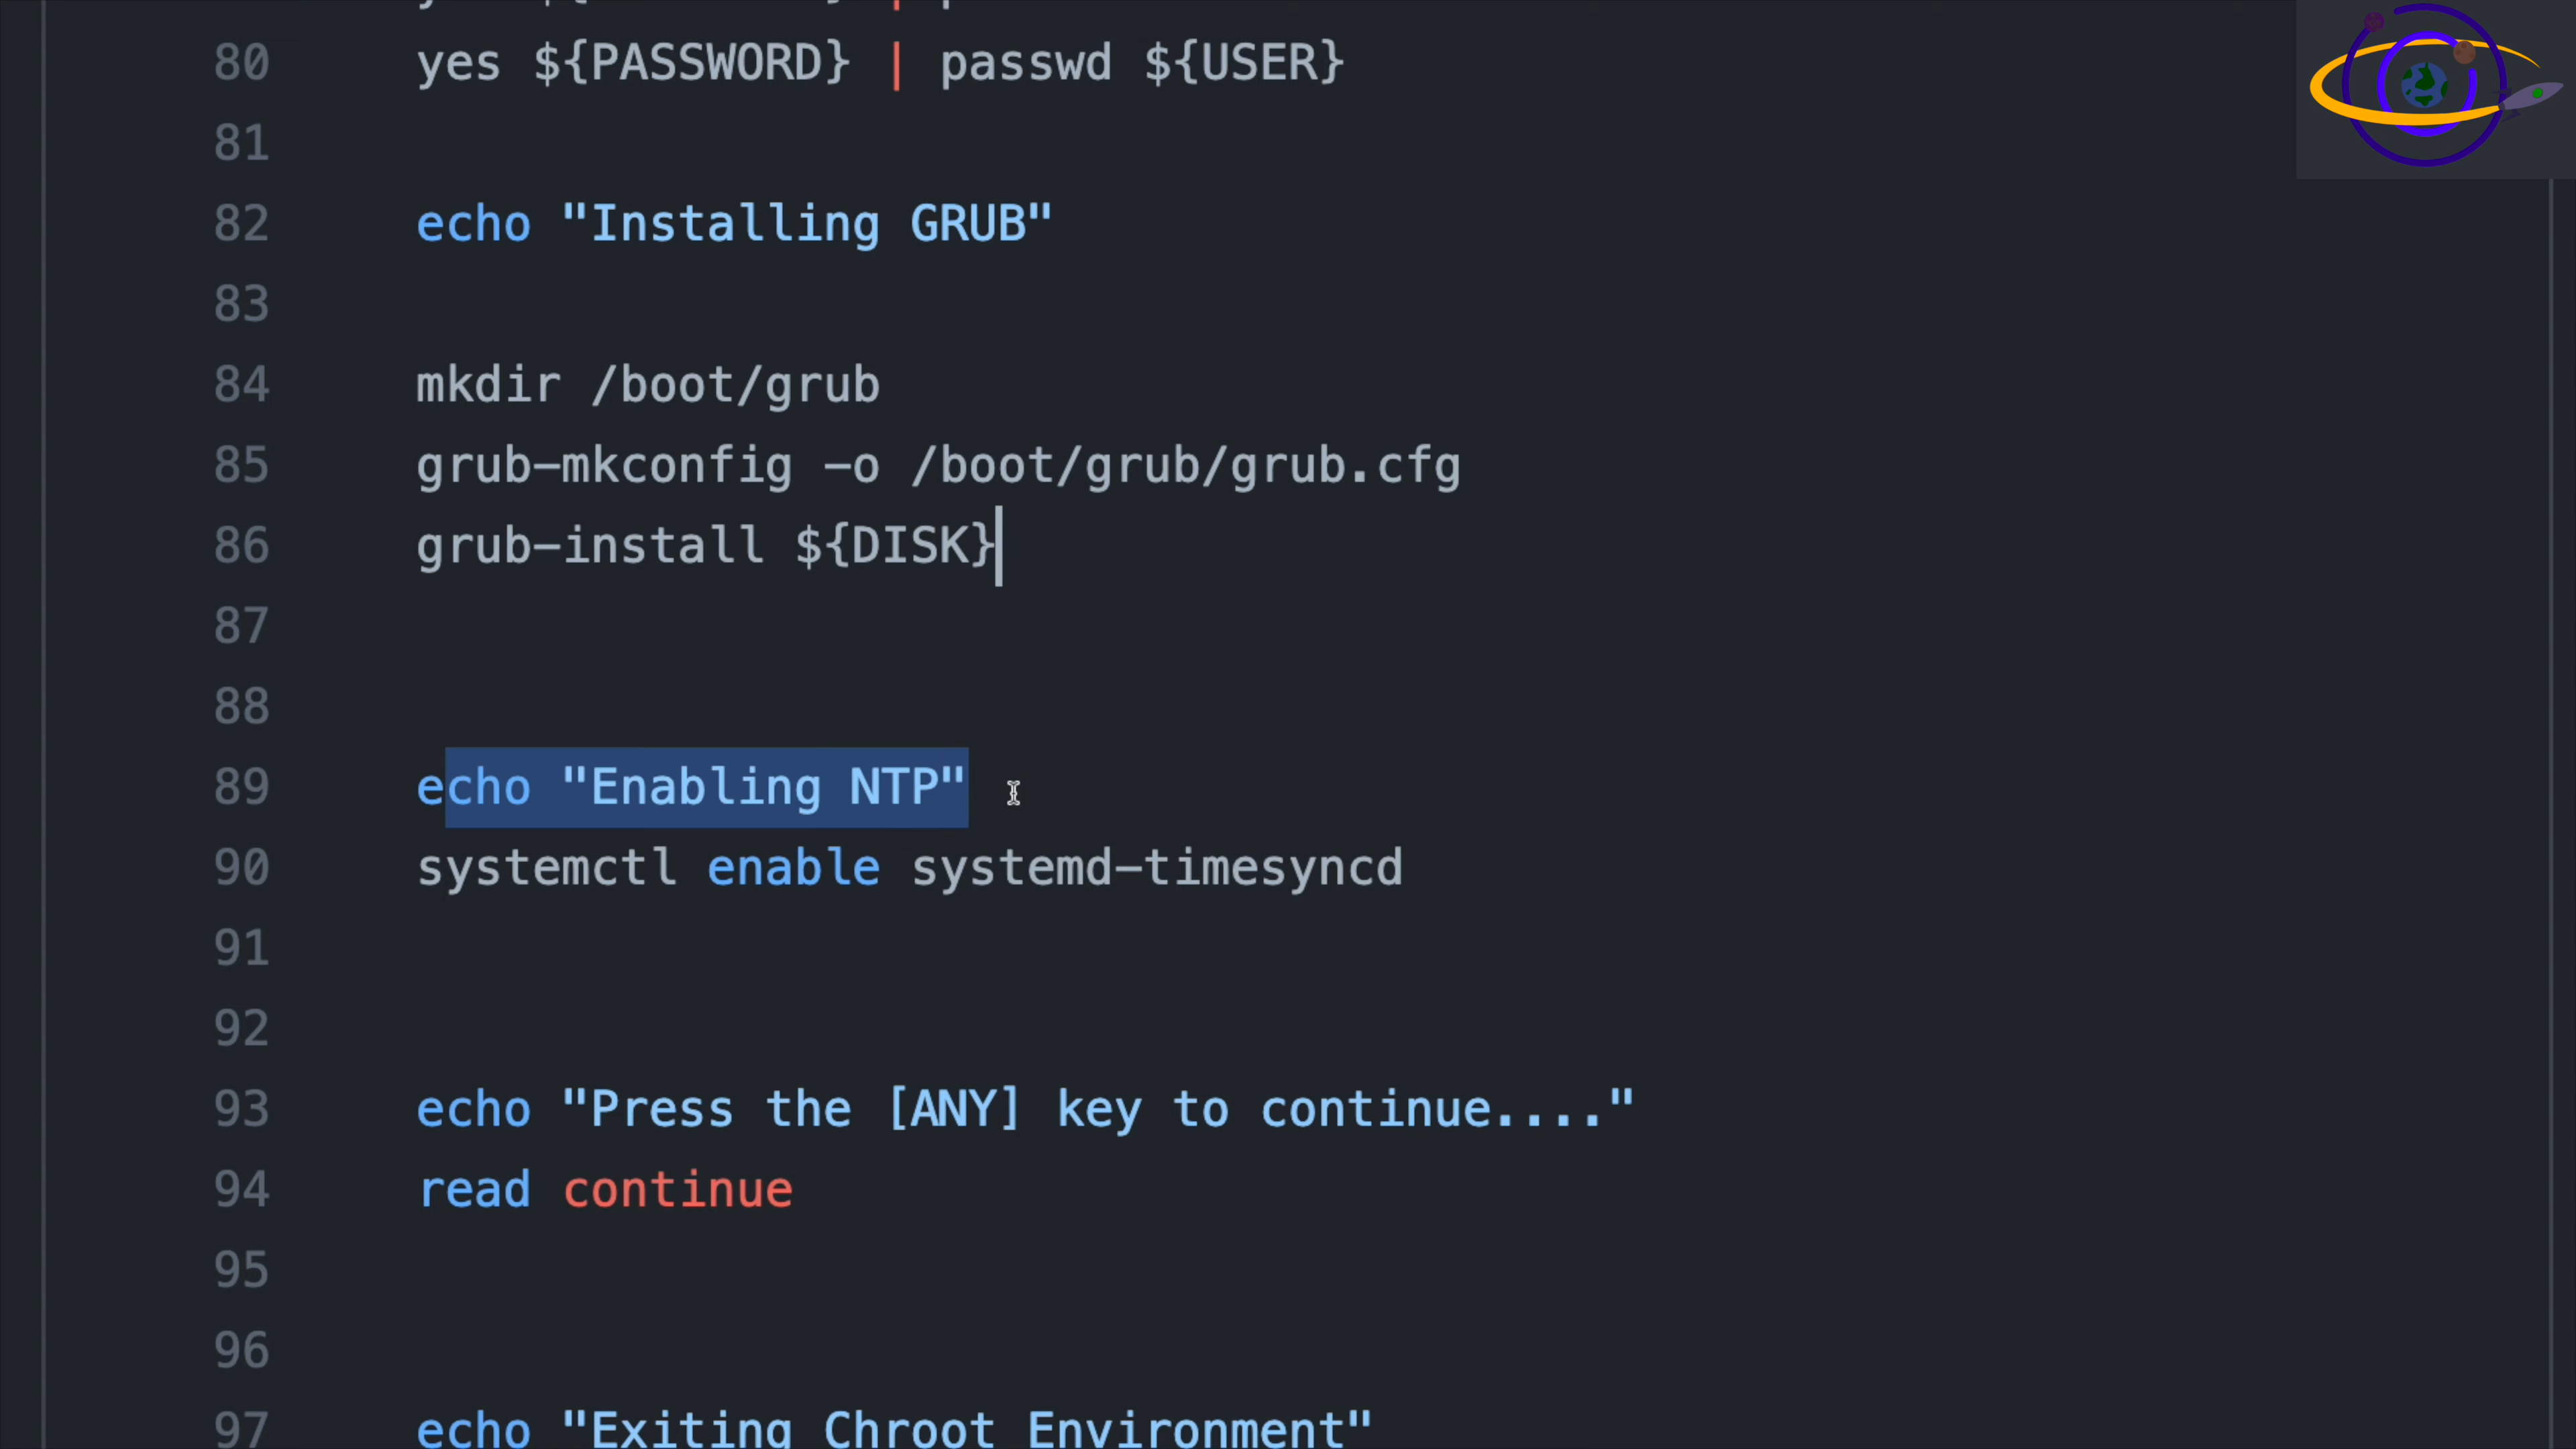 80 yes ${PASSWORD} | passwd ${USER}
81
82 echo "Installing GRUB"
83
84 mkdir /boot/grub
85 grub-mkconfig -o /boot/grub/grub.cfg
86 grub-install ${DISK}
87
88
89 echo "Enabling NTP"
90 systemctl enable systemd-timesyncd
91
92
93 echo "Press the [ANY] key to continue...."
94 read continue
95
96
97 echo "Exiting Chroot Environment"